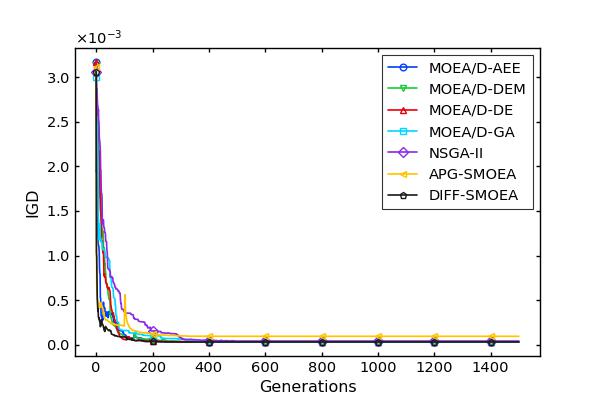 ×10⁻³
3.0
2.5
2.0
1.5
1.0
0.5
0.0
IGD
0 200 400 600 800 1000 1200 1400
Generations
MOEA/D-AEE
MOEA/D-DEM
MOEA/D-DE
MOEA/D-GA
NSGA-II
APG-SMOEA
DIFF-SMOEA